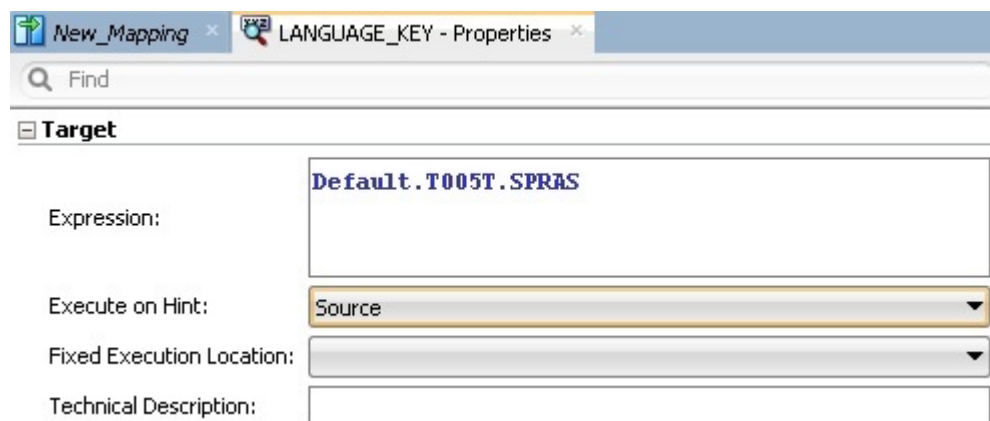 New_Mapping LANGUAGE_KEY - Properties
Find
Target
Expression: Default.T005T.SPRAS
Execute on Hint: Source
Fixed Execution Location:
Technical Description: